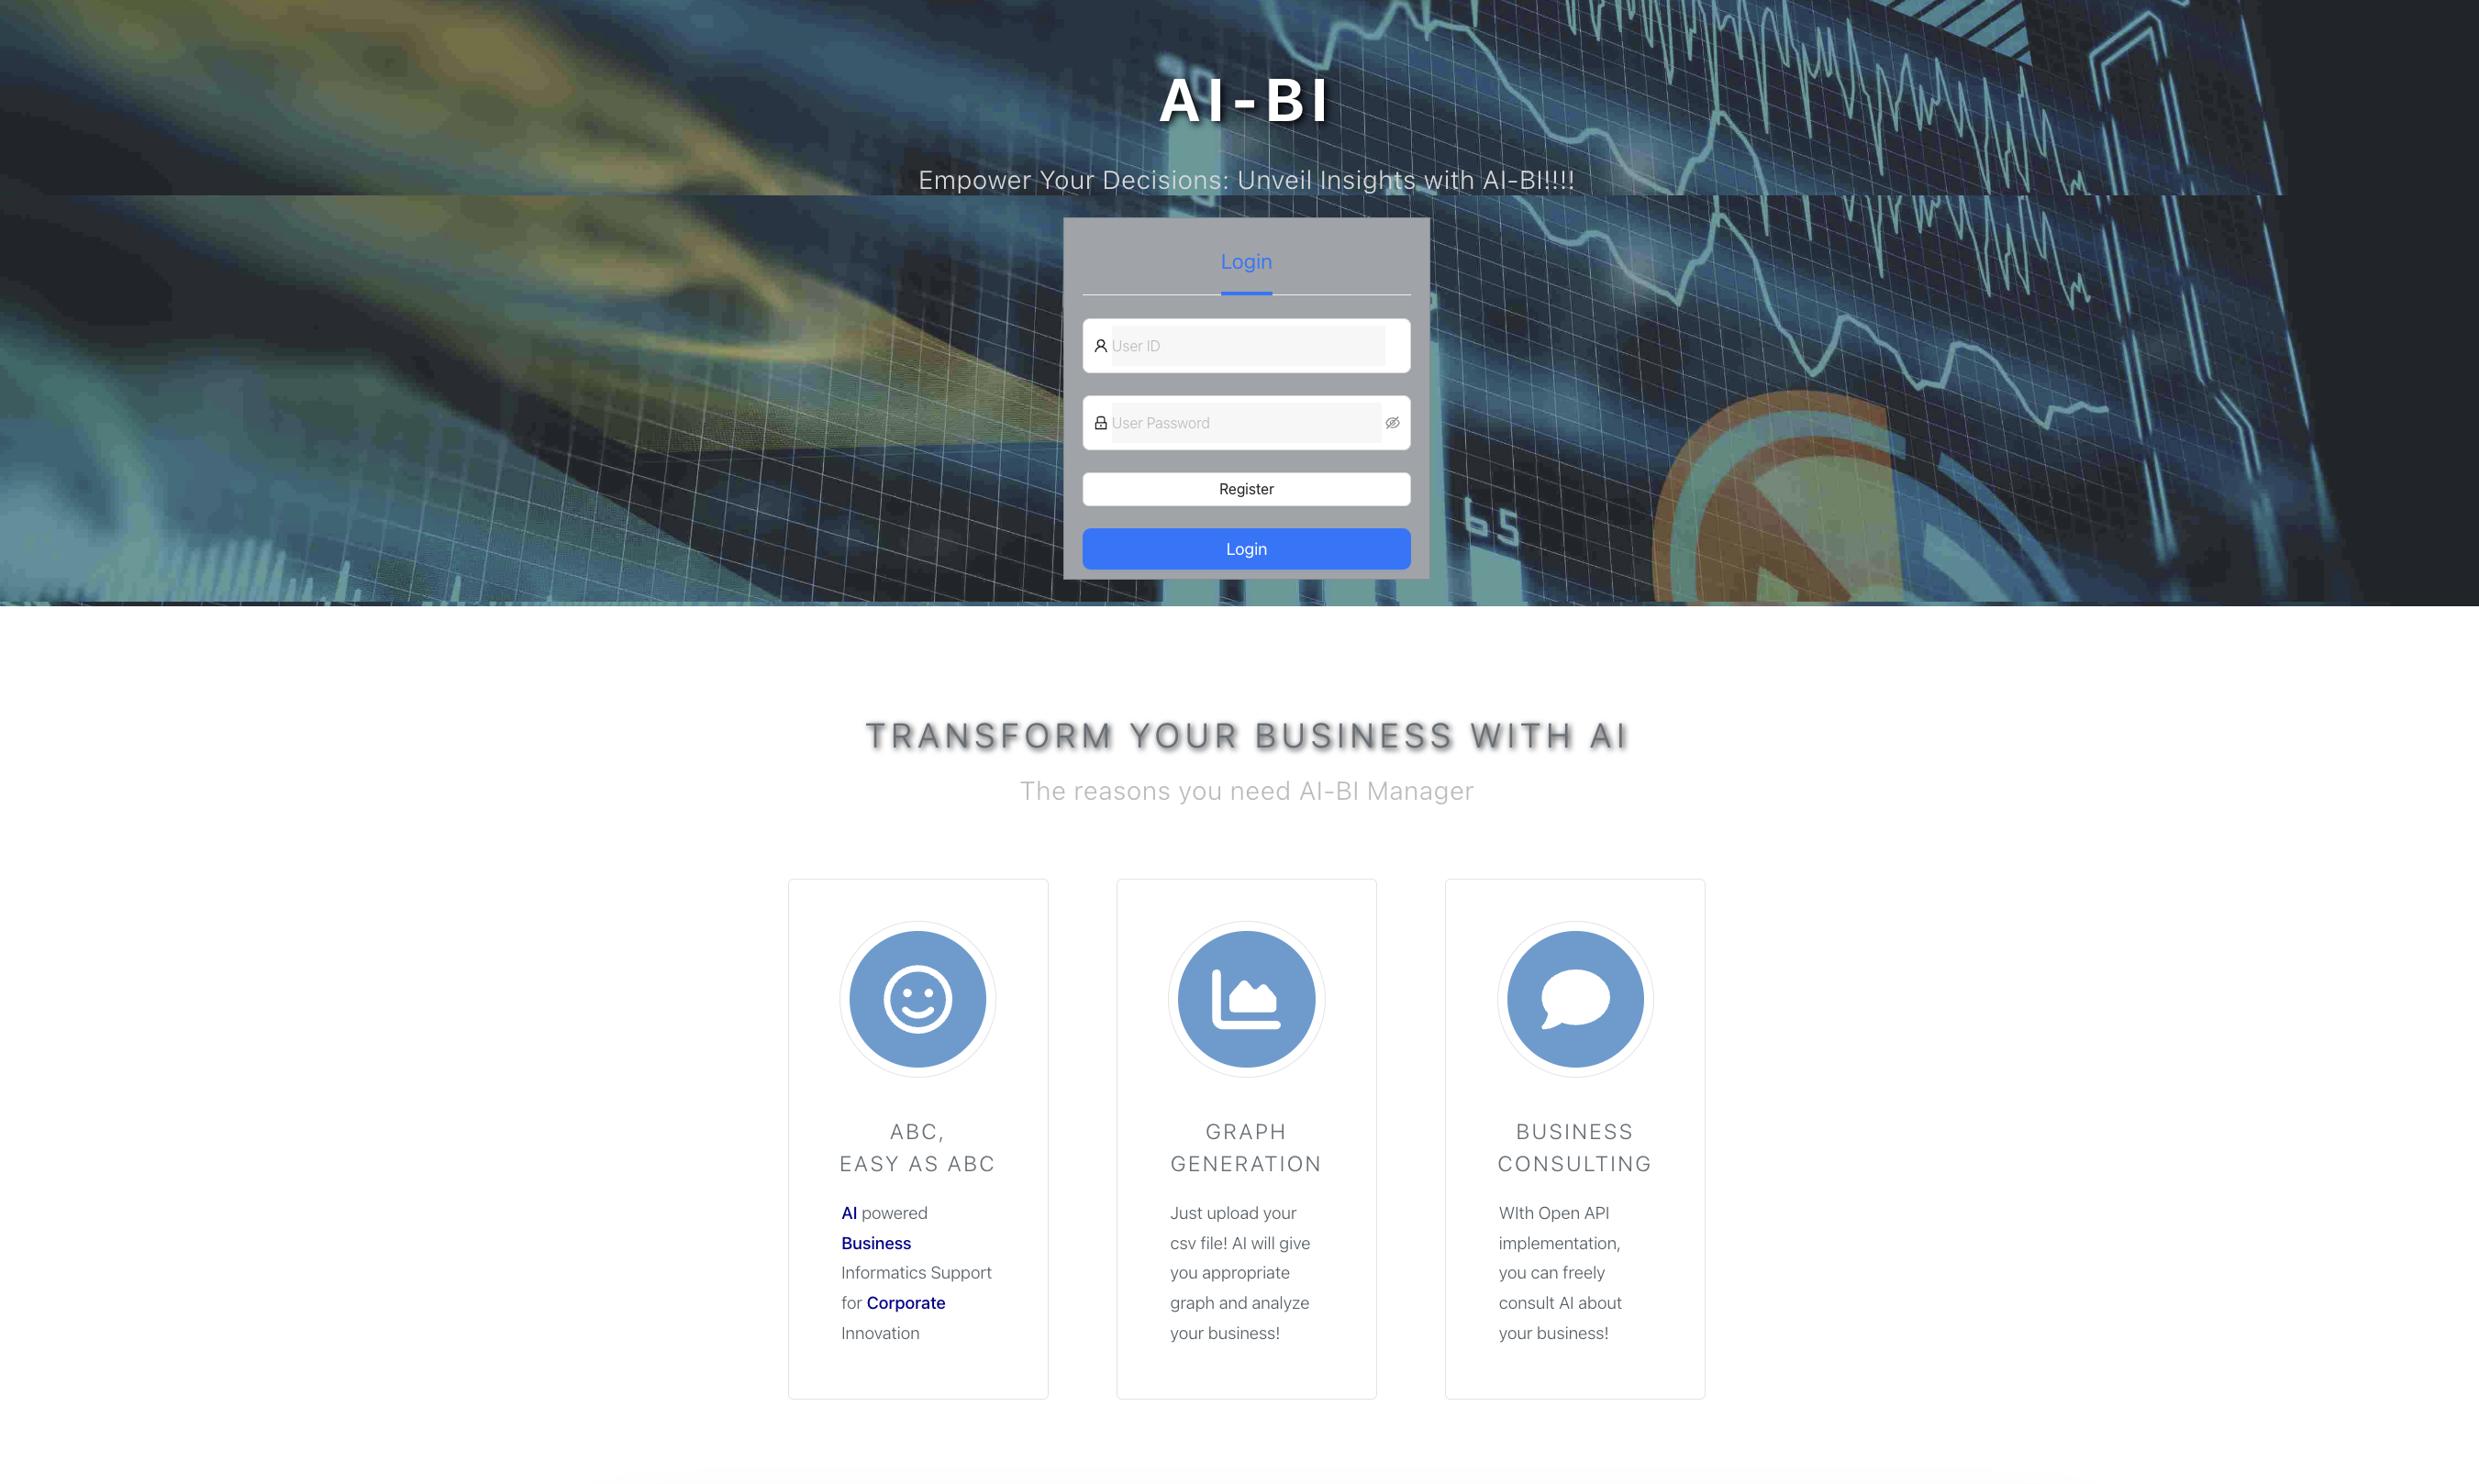 AI-BI
Empower Your Decisions: Unveil Insights with AI-BI!!!!
Login
User ID
User Password
Register
65
Login
TRANSFORM YOUR BUSINESS WITH AI
The reasons you need AI-BI Manager
ABC,
EASY AS ABC
AI powered
Business
Informatics Support
for Corporate
Innovation
GRAPH
GENERATION
Just upload your
csv file! AI will give
you appropriate
graph and analyze
your business!
BUSINESS
CONSULTING
WIth Open API
implementation,
you can freely
consult AI about
your business!